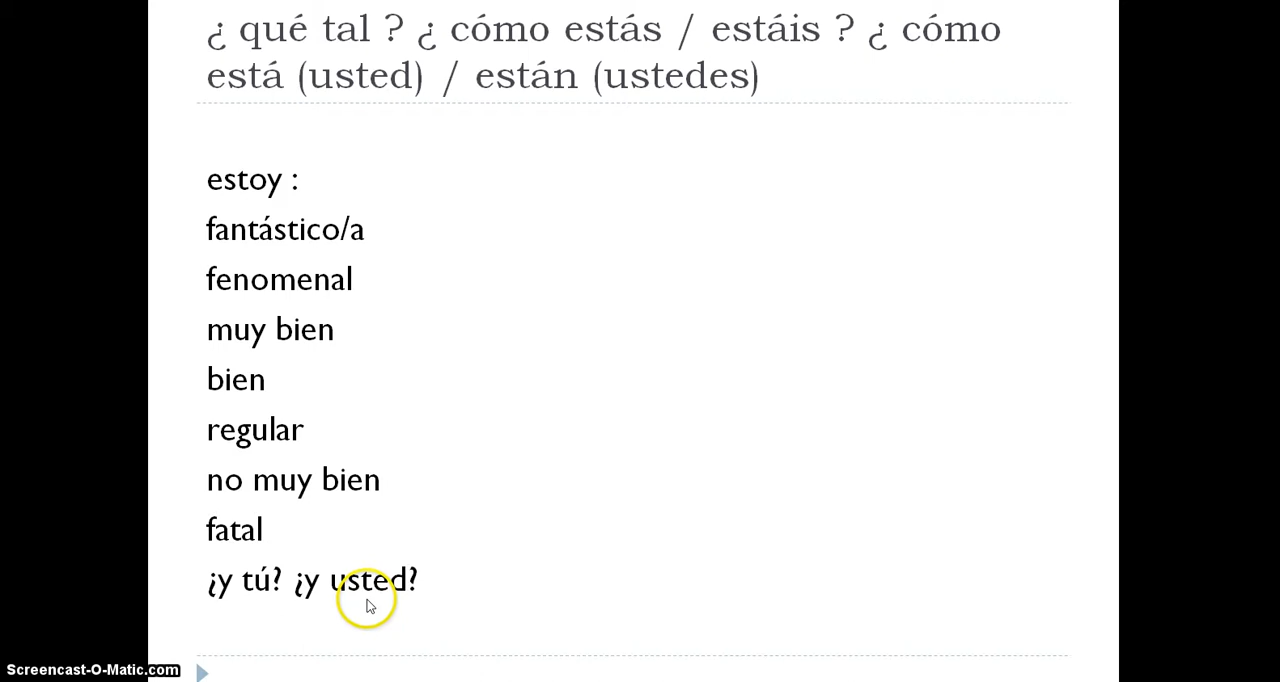 ¿ qué tal ? ¿ cómo estás / estáis ? ¿ cómo
está (usted) / están (ustedes)
estoy :
fantástico/a
fenomenal
muy bien
bien
regular
no muy bien
fatal
¿y tú? ¿y usted?
Screencast-O-Matic.com